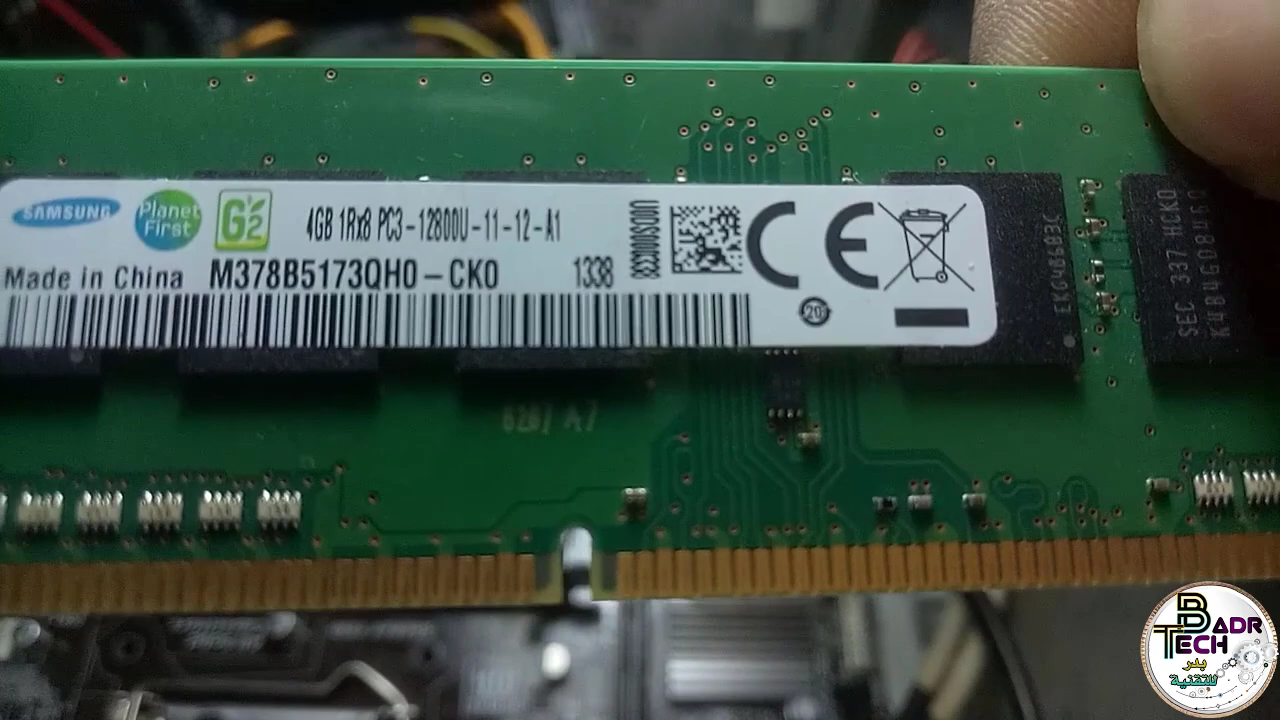 SAMSUNG
Planet First
G2
4GB 1Rx8 PC3-12800U-11-12-A1
Made in China M378B5173QH0-CK0 1338
CE
20
SEC 337 HCK0
K4B4G0846Q
BADR
TECH
بدر
للتقنية